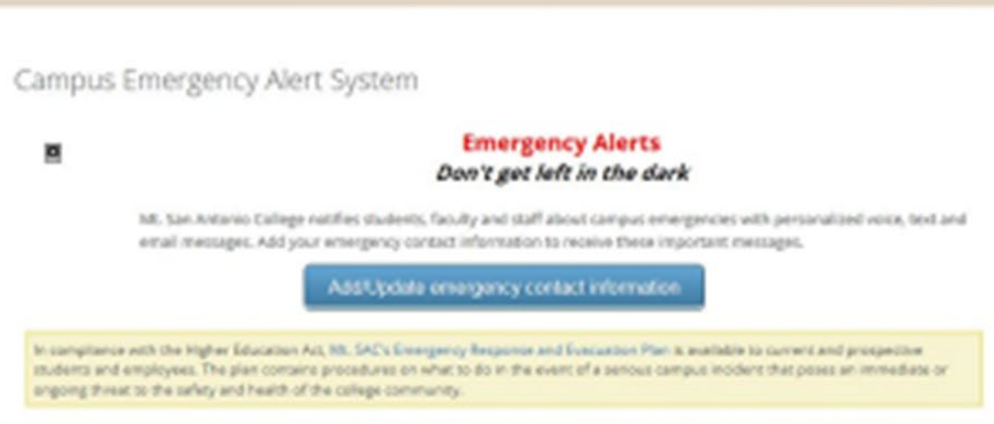 Campus Emergency Alert System
Emergency Alerts
Don't get left in the dark
Mt. San Antonio College notifies students, faculty and staff about campus emergencies with personalized voice, text and
email messages. Add your emergency contact information to receive these important messages.
Add/Update emergency contact information
In compliance with the Higher Education Act, Mt. SAC's Emergency Response and Evacuation Plan is available to current and prospective
students and employees. The plan contains procedures on what to do in the event of a serious campus incident that poses an immediate or
ongoing threat to the safety and health of the college community.